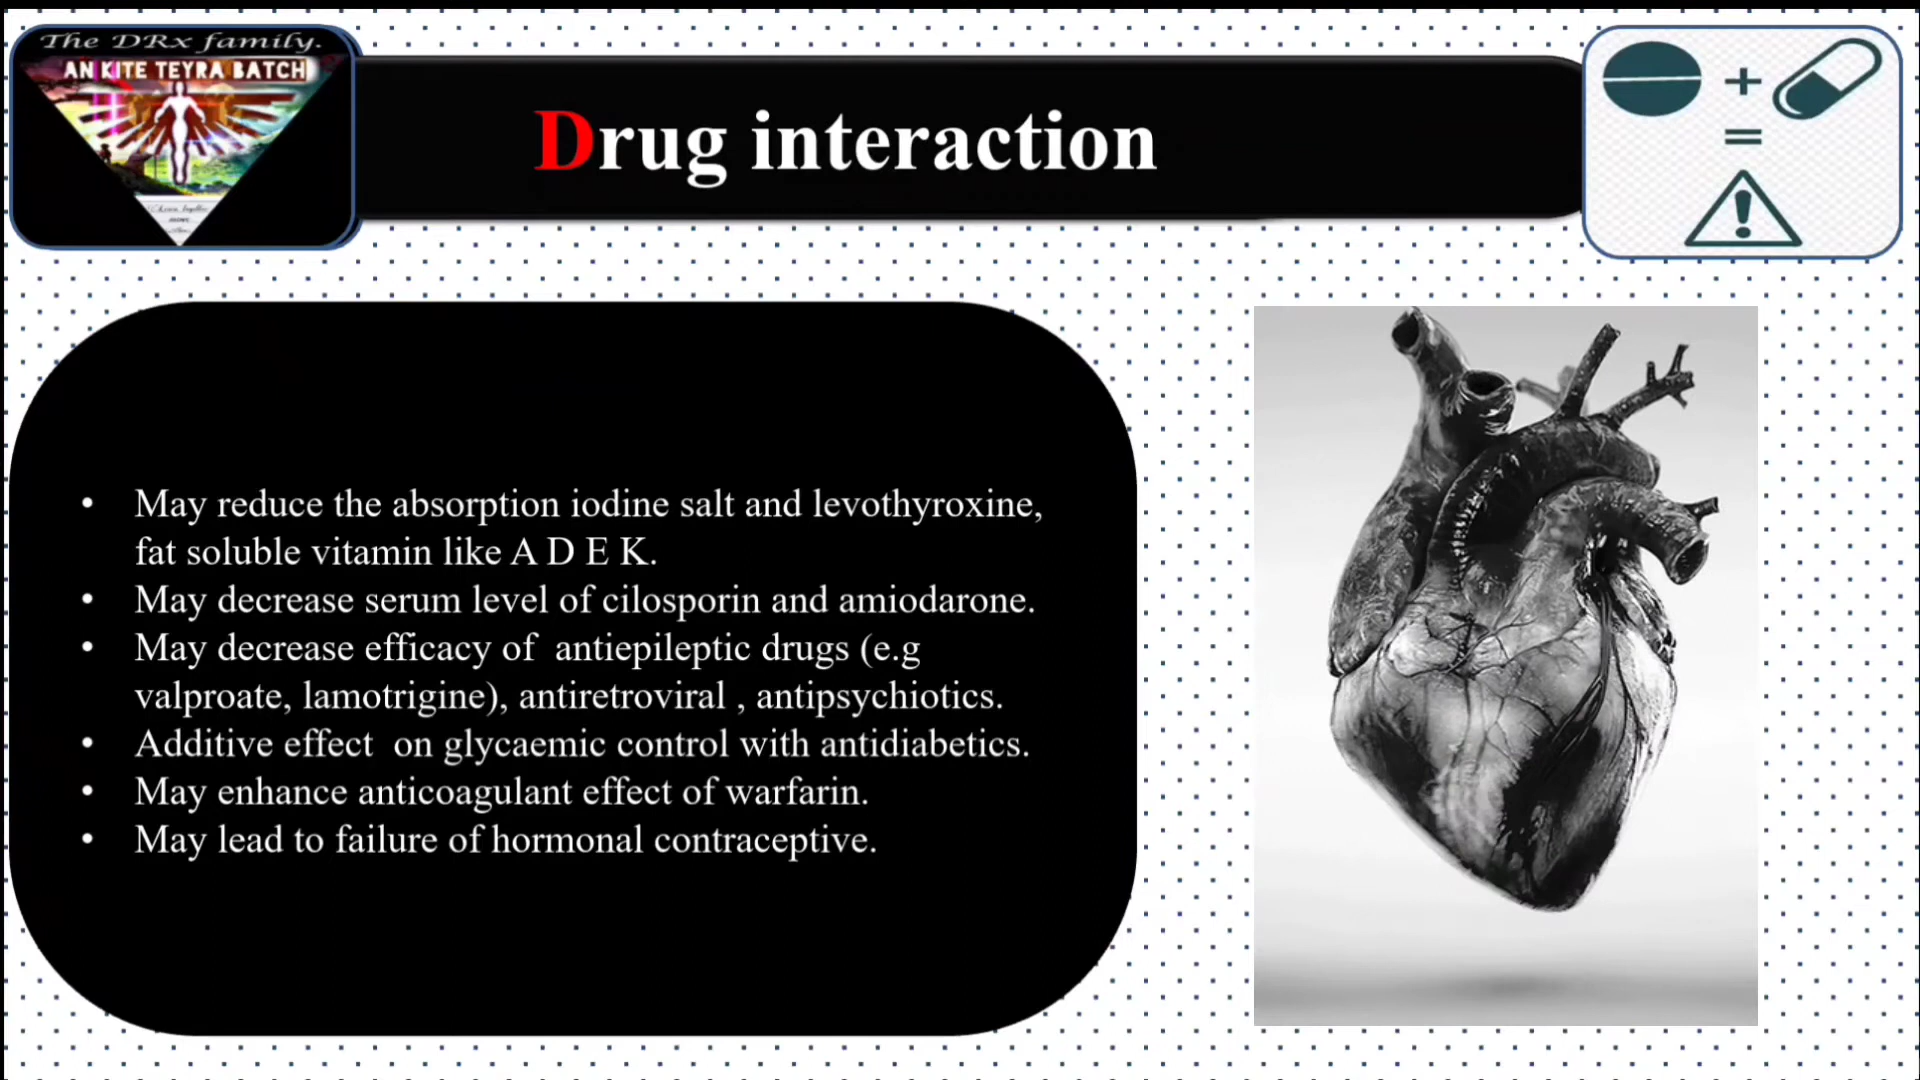 The DRx family.
AN KITE TEYRA BATCH
Drug interaction
+
=
!
• May reduce the absorption iodine salt and levothyroxine,
fat soluble vitamin like A D E K.
• May decrease serum level of cilosporin and amiodarone.
• May decrease efficacy of antiepileptic drugs (e.g
valproate, lamotrigine), antiretroviral , antipsychiotics.
• Additive effect on glycaemic control with antidiabetics.
• May enhance anticoagulant effect of warfarin.
• May lead to failure of hormonal contraceptive.